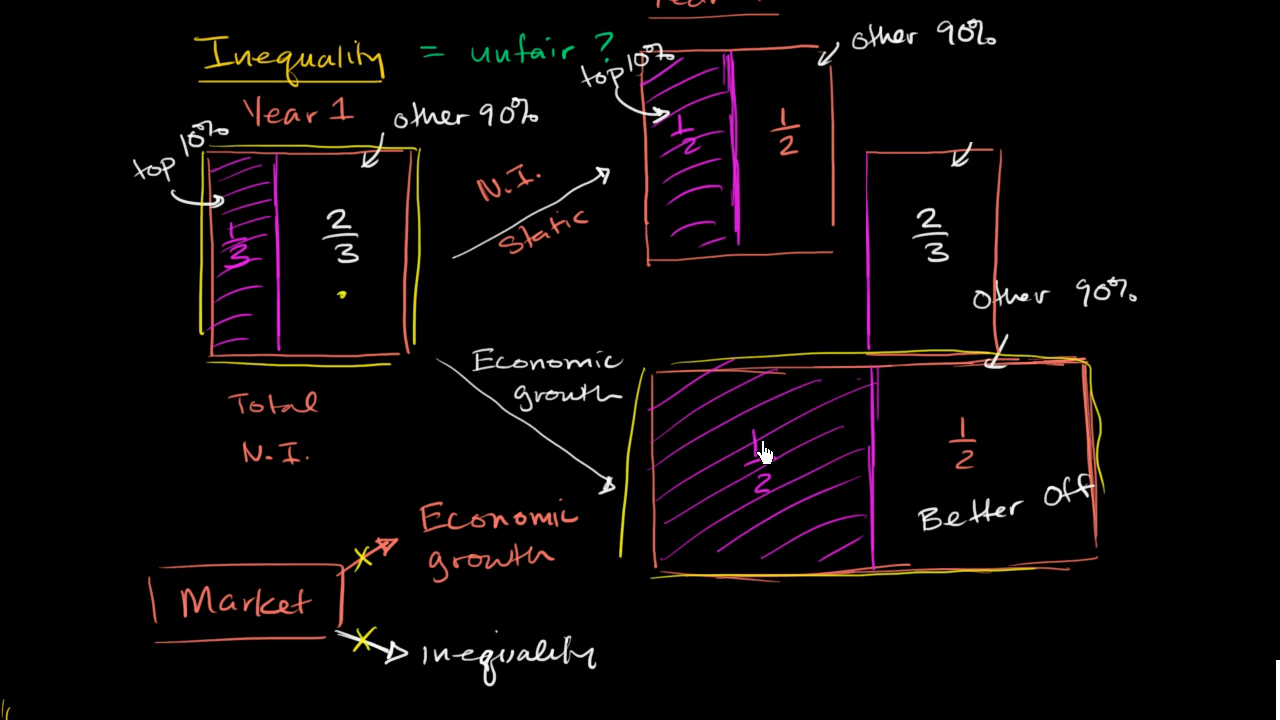 Inequality = unfair ?
Year 1
top 10%
other 90%
1/3
2/3
Total
N.I.
N.I.
Static
top 10%
other 90%
1/2
1/2
2/3
Economic
growth
other 90%
1/2
1/2
Better Off
Market
Economic
growth
inequality